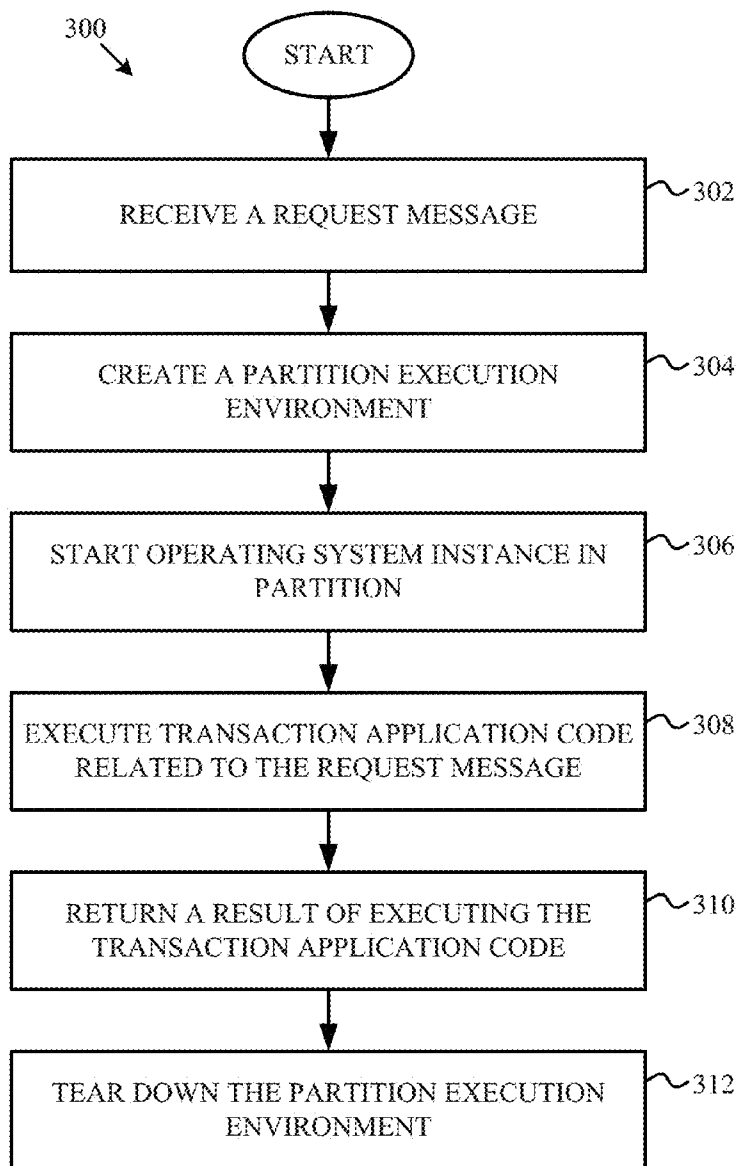 300
START
RECEIVE A REQUEST MESSAGE
302
CREATE A PARTITION EXECUTION
ENVIRONMENT
304
START OPERATING SYSTEM INSTANCE IN
PARTITION
306
EXECUTE TRANSACTION APPLICATION CODE
RELATED TO THE REQUEST MESSAGE
308
RETURN A RESULT OF EXECUTING THE
TRANSACTION APPLICATION CODE
310
TEAR DOWN THE PARTITION EXECUTION
ENVIRONMENT
312